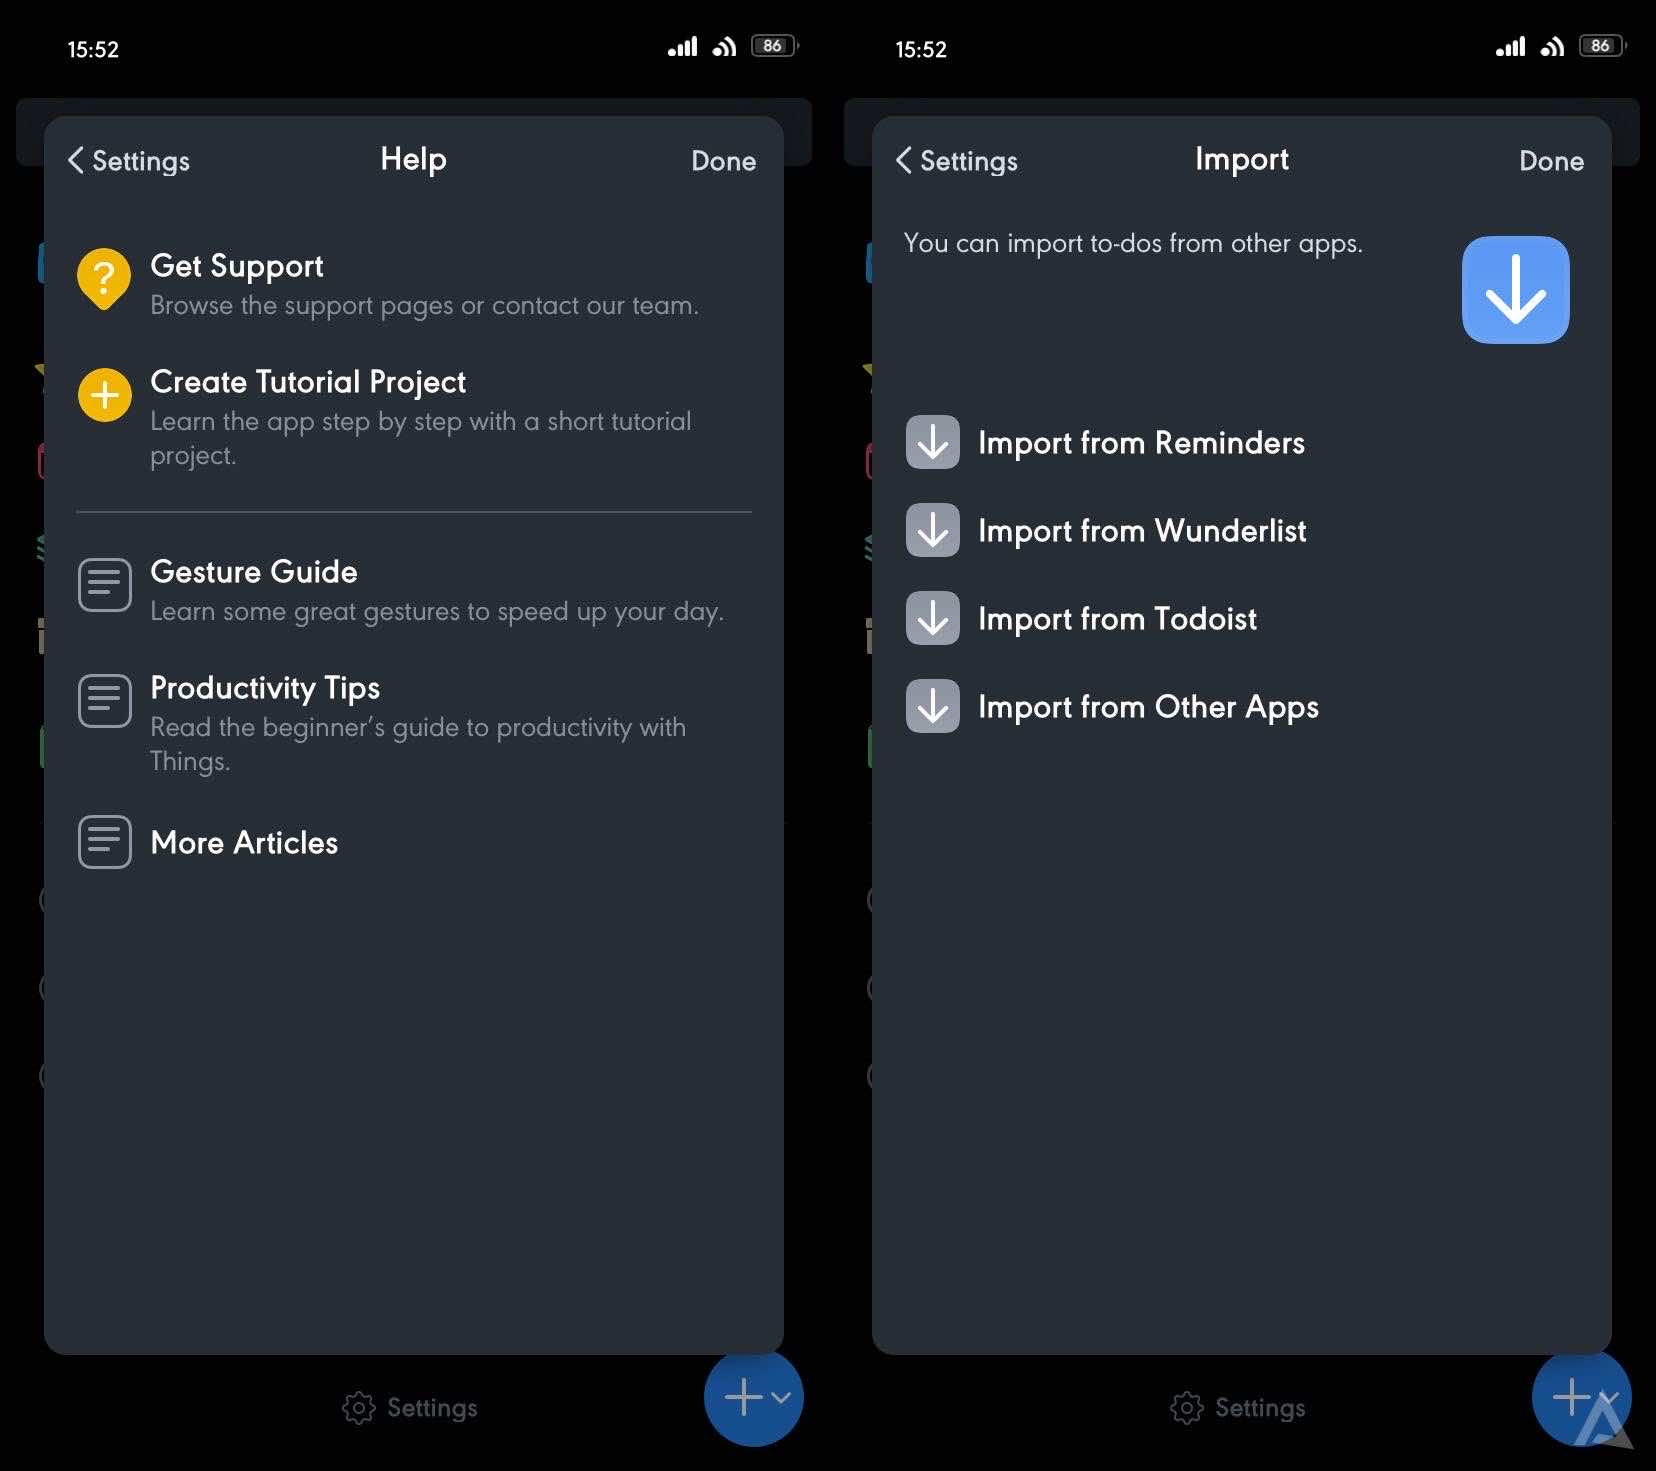 15:52
86
Settings
Help
Done
Get Support
Browse the support pages or contact our team.
Create Tutorial Project
Learn the app step by step with a short tutorial
project.
Gesture Guide
Learn some great gestures to speed up your day.
Productivity Tips
Read the beginner’s guide to productivity with
Things.
More Articles
Settings
15:52
86
Settings
Import
Done
You can import to-dos from other apps.
Import from Reminders
Import from Wunderlist
Import from Todoist
Import from Other Apps
Settings